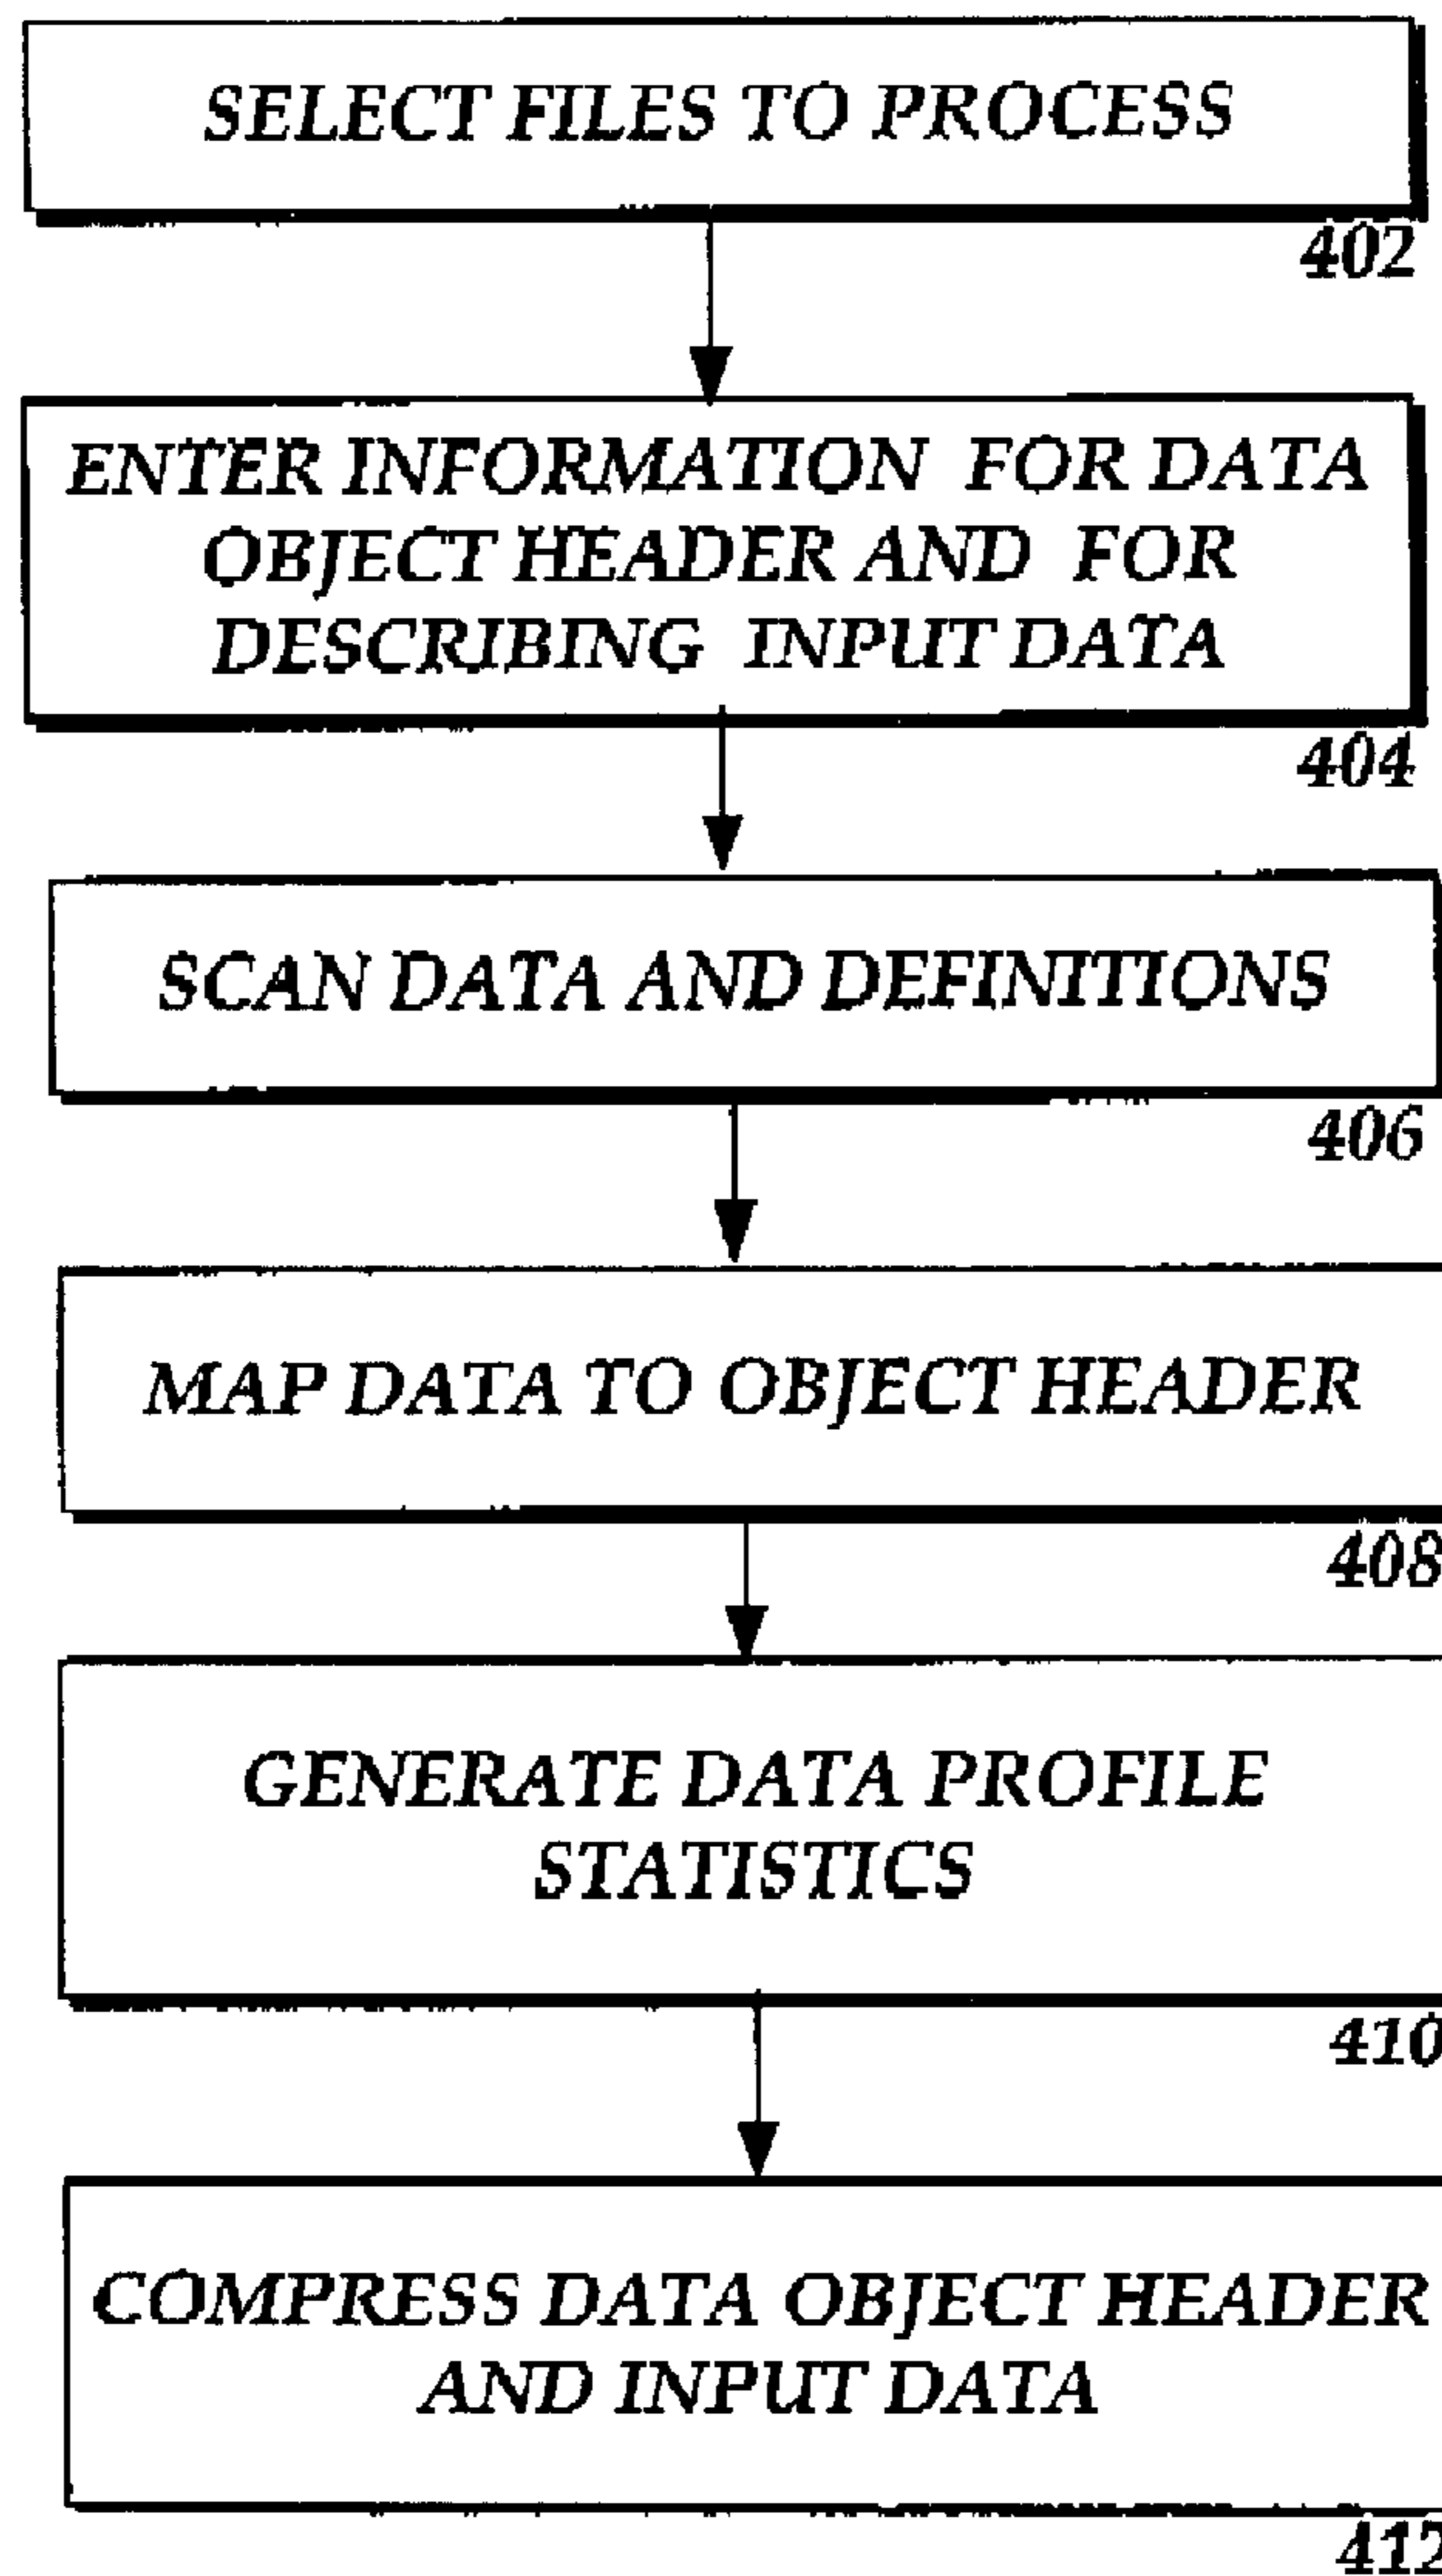 SELECT FILES TO PROCESS
402
ENTER INFORMATION FOR DATA
OBJECT HEADER AND FOR
DESCRIBING INPUT DATA
404
SCAN DATA AND DEFINITIONS
406
MAP DATA TO OBJECT HEADER
408
GENERATE DATA PROFILE
STATISTICS
410
COMPRESS DATA OBJECT HEADER
AND INPUT DATA
412